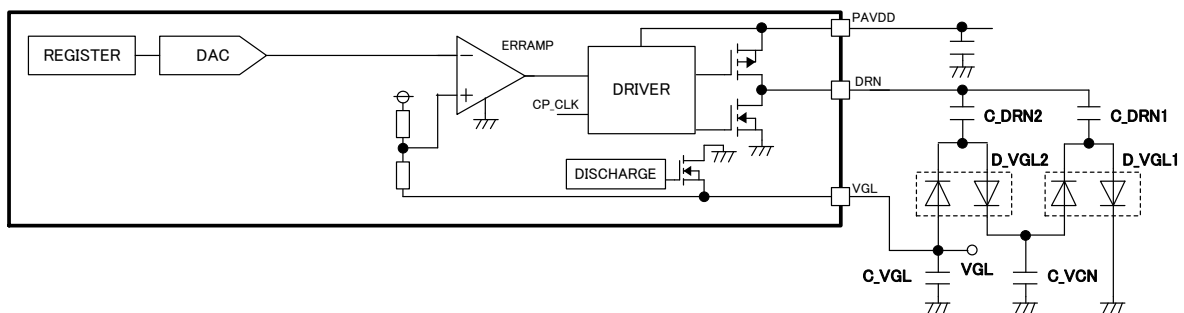 PAVDD
REGISTER
DAC
ERRAMP
DRIVER
DRN
CP_CLK
C_DRN2
C_DRN1
DISCHARGE
D_VGL2
D_VGL1
VGL
C_VGL
VGL
C_VCN